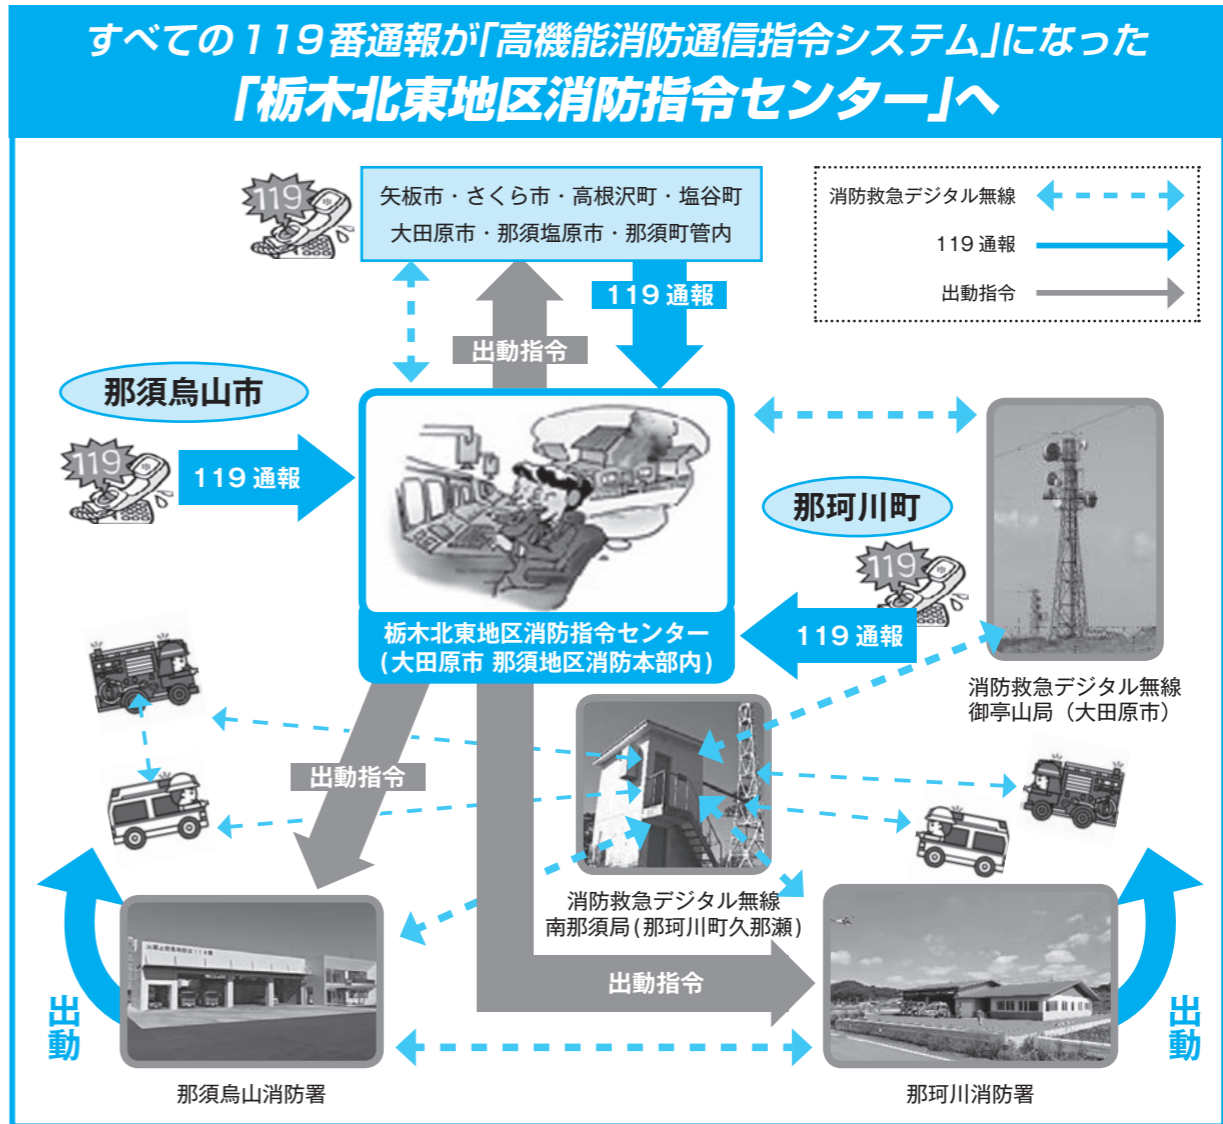 すべての119番通報が「高機能消防通信指令システム」になった
「栃木北東地区消防指令センター」へ
119
矢板市・さくら市・高根沢町・塩谷町
大田原市・那須塩原市・那須町管内
消防救急デジタル無線
119通報
出動指令
119通報
出動指令
那須烏山市
119
119通報
那珂川町
119
119通報
栃木北東地区消防指令センター
(大田原市 那須地区消防本部内)
消防救急デジタル無線
御亭山局（大田原市）
出動指令
消防救急デジタル無線
南那須局(那珂川町久那瀬)
出動指令
出動
出動
那須烏山消防署
那珂川消防署